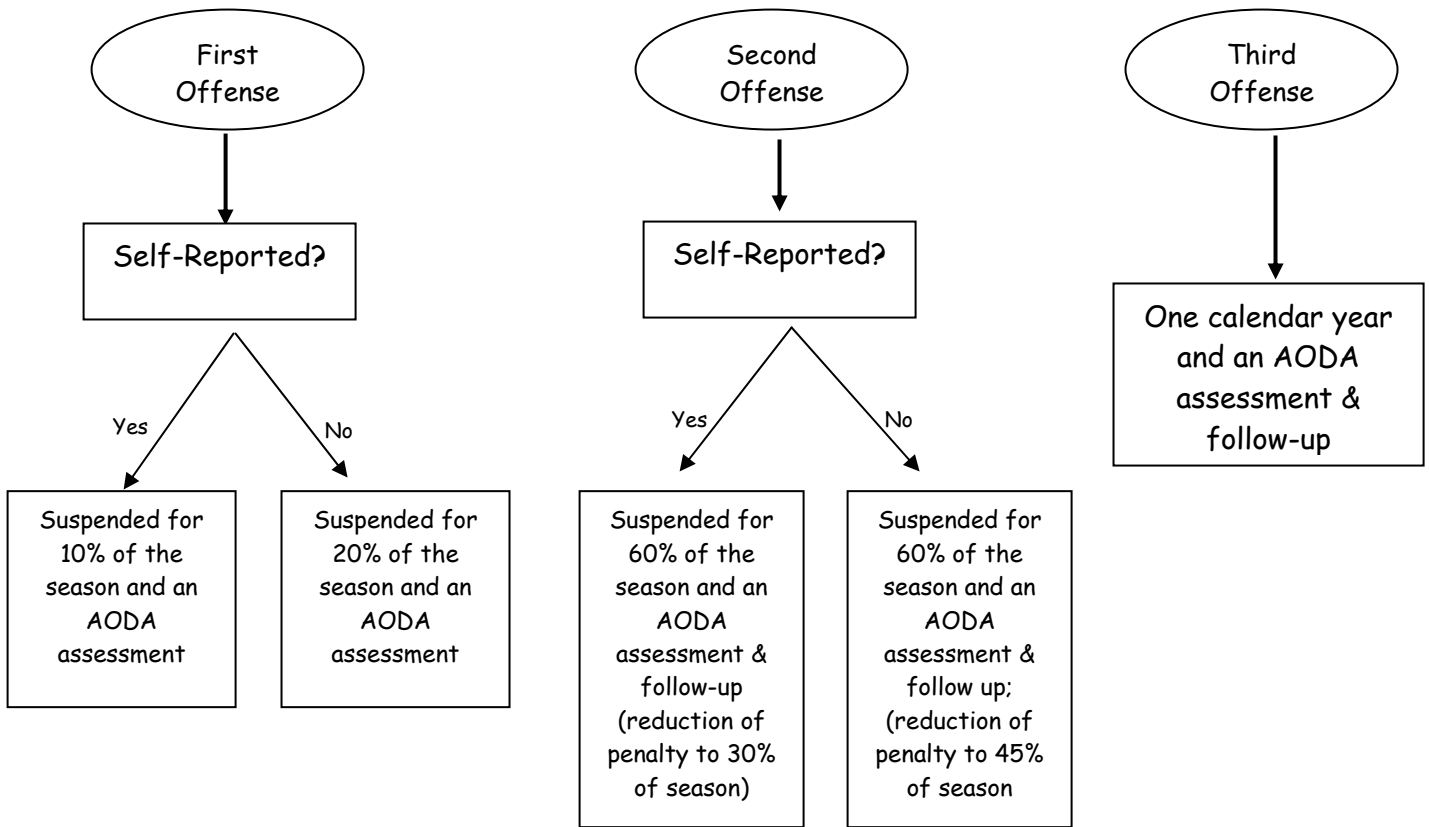 First
Offense
Second
Offense
Third
Offense
Self-Reported?
Self-Reported?
One calendar year
and an AODA
assessment &
follow-up
Yes
No
Yes
No
Suspended for
10% of the
season and an
AODA
assessment
Suspended for
20% of the
season and an
AODA
assessment
Suspended for
60% of the
season and an
AODA
assessment &
follow-up
(reduction of
penalty to 30%
of season)
Suspended for
60% of the
season and an
AODA
assessment &
follow up;
(reduction of
penalty to 45%
of season